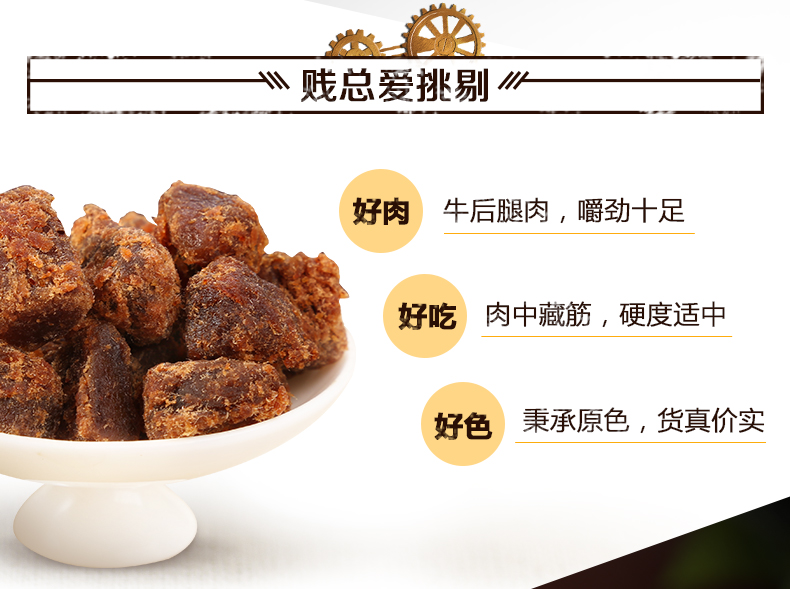 贱总爱挑剔
好肉
牛后腿肉，嚼劲十足
好吃
肉中藏筋，硬度适中
好色
秉承原色，货真价实